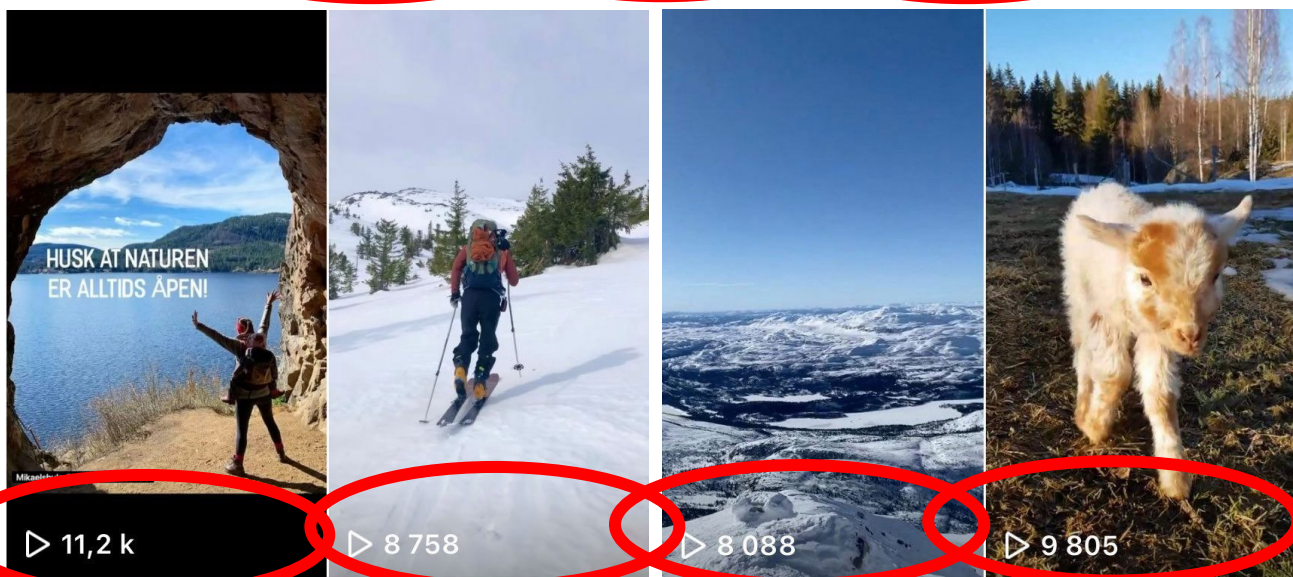 HUSK AT NATUREN
ER ALLTIDS ÅPEN!
11,2 k
8 758
8 088
9 805